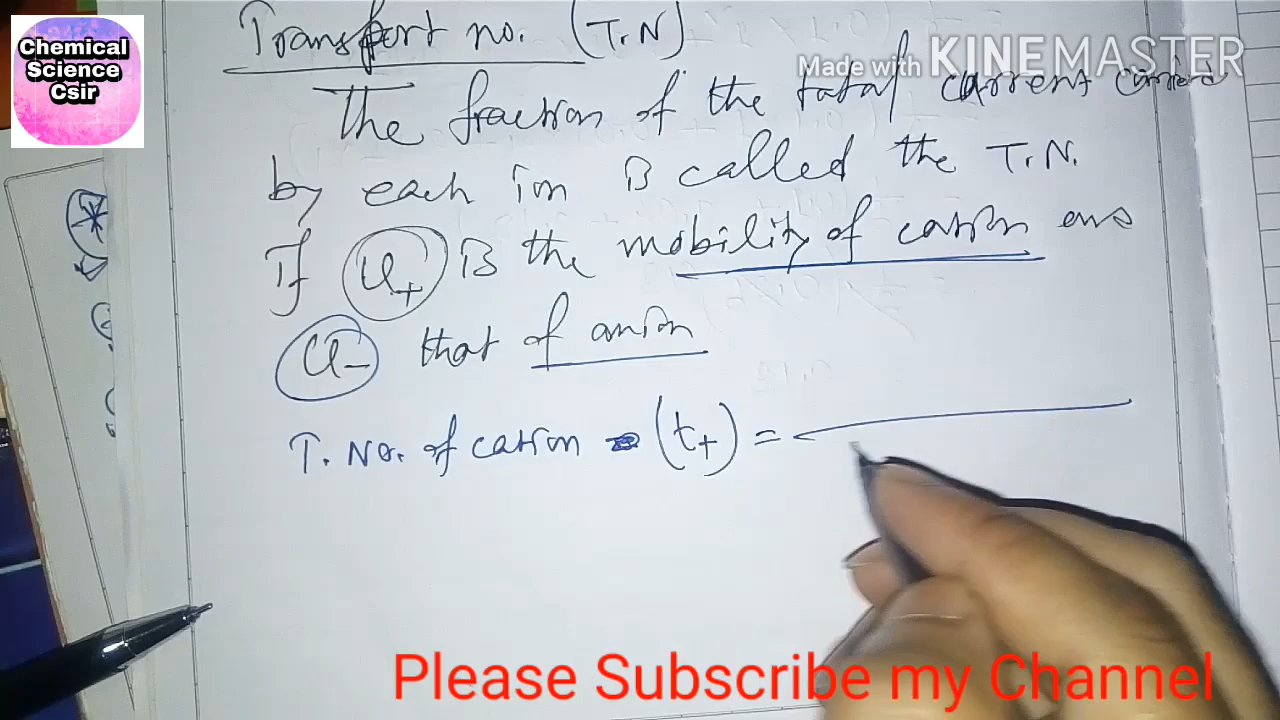 Chemical
Science
Csir
Transport no. (T.N)
Made with KINEMASTER
The fraction of the total current carried
by each ion is called the T.N.
If U+ is the mobility of cation and
U- that of anion
T. No. of cation (t+) =
Please Subscribe my Channel